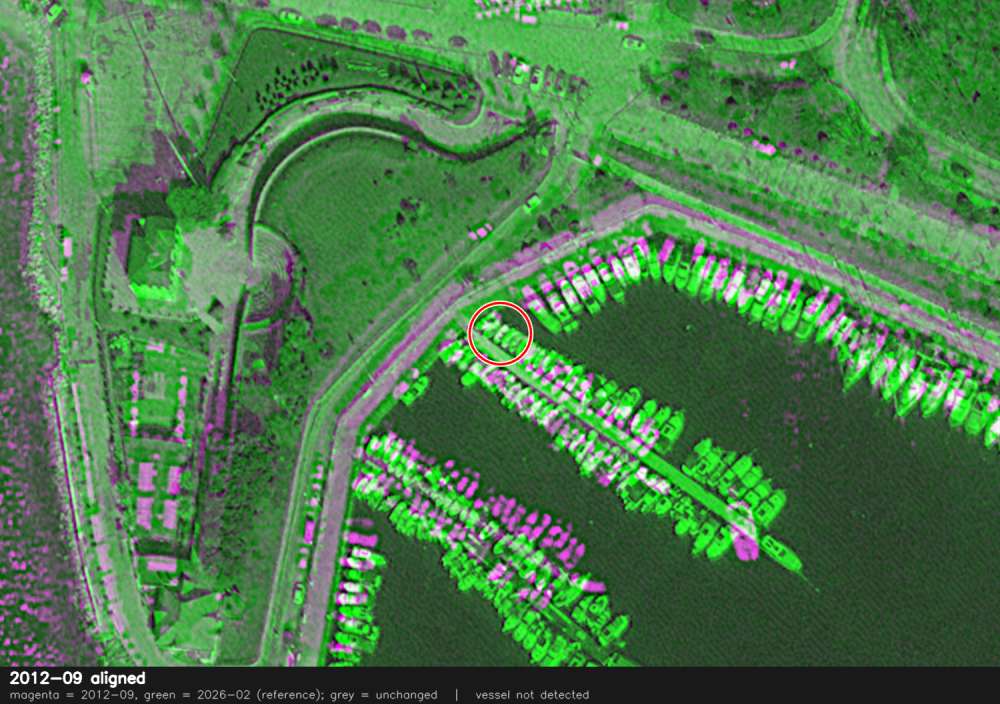 2012-09 aligned
magenta = 2012-09, green = 2026-02 (reference); grey = unchanged | vessel not detected